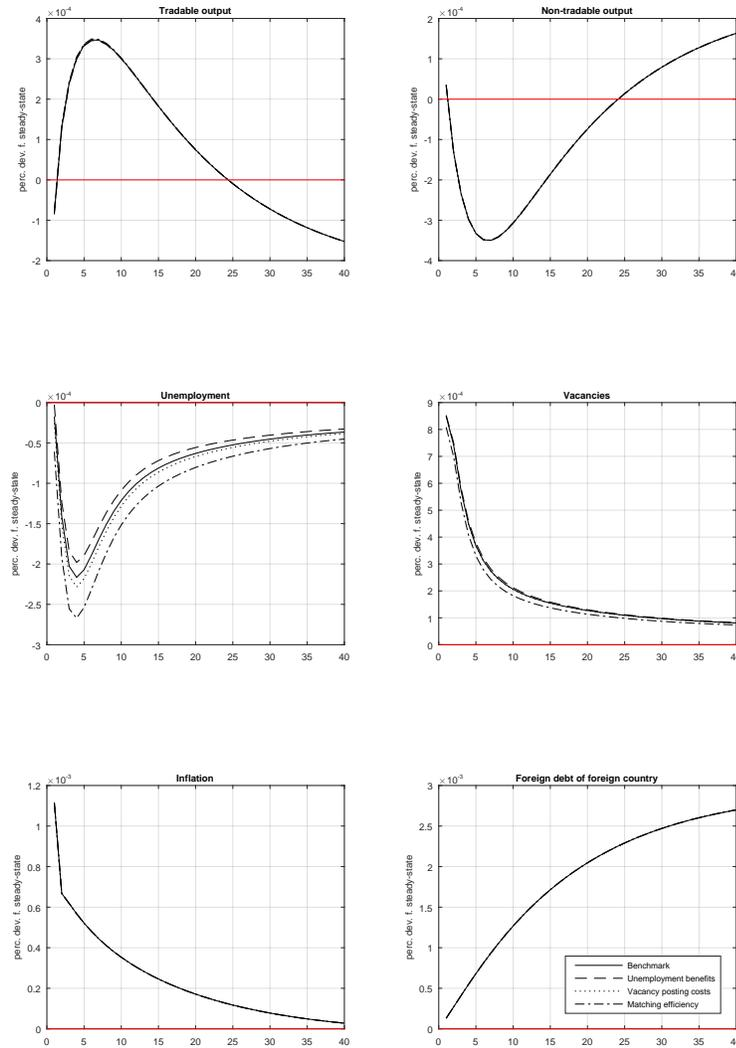 ×10⁻⁴ Tradable output
perc. dev. f. steady-state
4
3
2
1
0
-1
-2
0 5 10 15 20 25 30 35 40
×10⁻⁴ Non-tradable output
perc. dev. f. steady-state
2
1
0
-1
-2
-3
-4
0 5 10 15 20 25 30 35 40
×10⁻⁴ Unemployment
perc. dev. f. steady-state
0
-0.5
-1
-1.5
-2
-2.5
-3
0 5 10 15 20 25 30 35 40
×10⁻⁴ Vacancies
perc. dev. f. steady-state
9
8
7
6
5
4
3
2
1
0
0 5 10 15 20 25 30 35 40
×10⁻³ Inflation
perc. dev. f. steady-state
1.2
1
0.8
0.6
0.4
0.2
0
0 5 10 15 20 25 30 35 40
×10⁻³ Foreign debt of foreign country
perc. dev. f. steady-state
3
2.5
2
1.5
1
0.5
0
0 5 10 15 20 25 30 35 40
Benchmark
Unemployment benefits
Vacancy posting costs
Matching efficiency